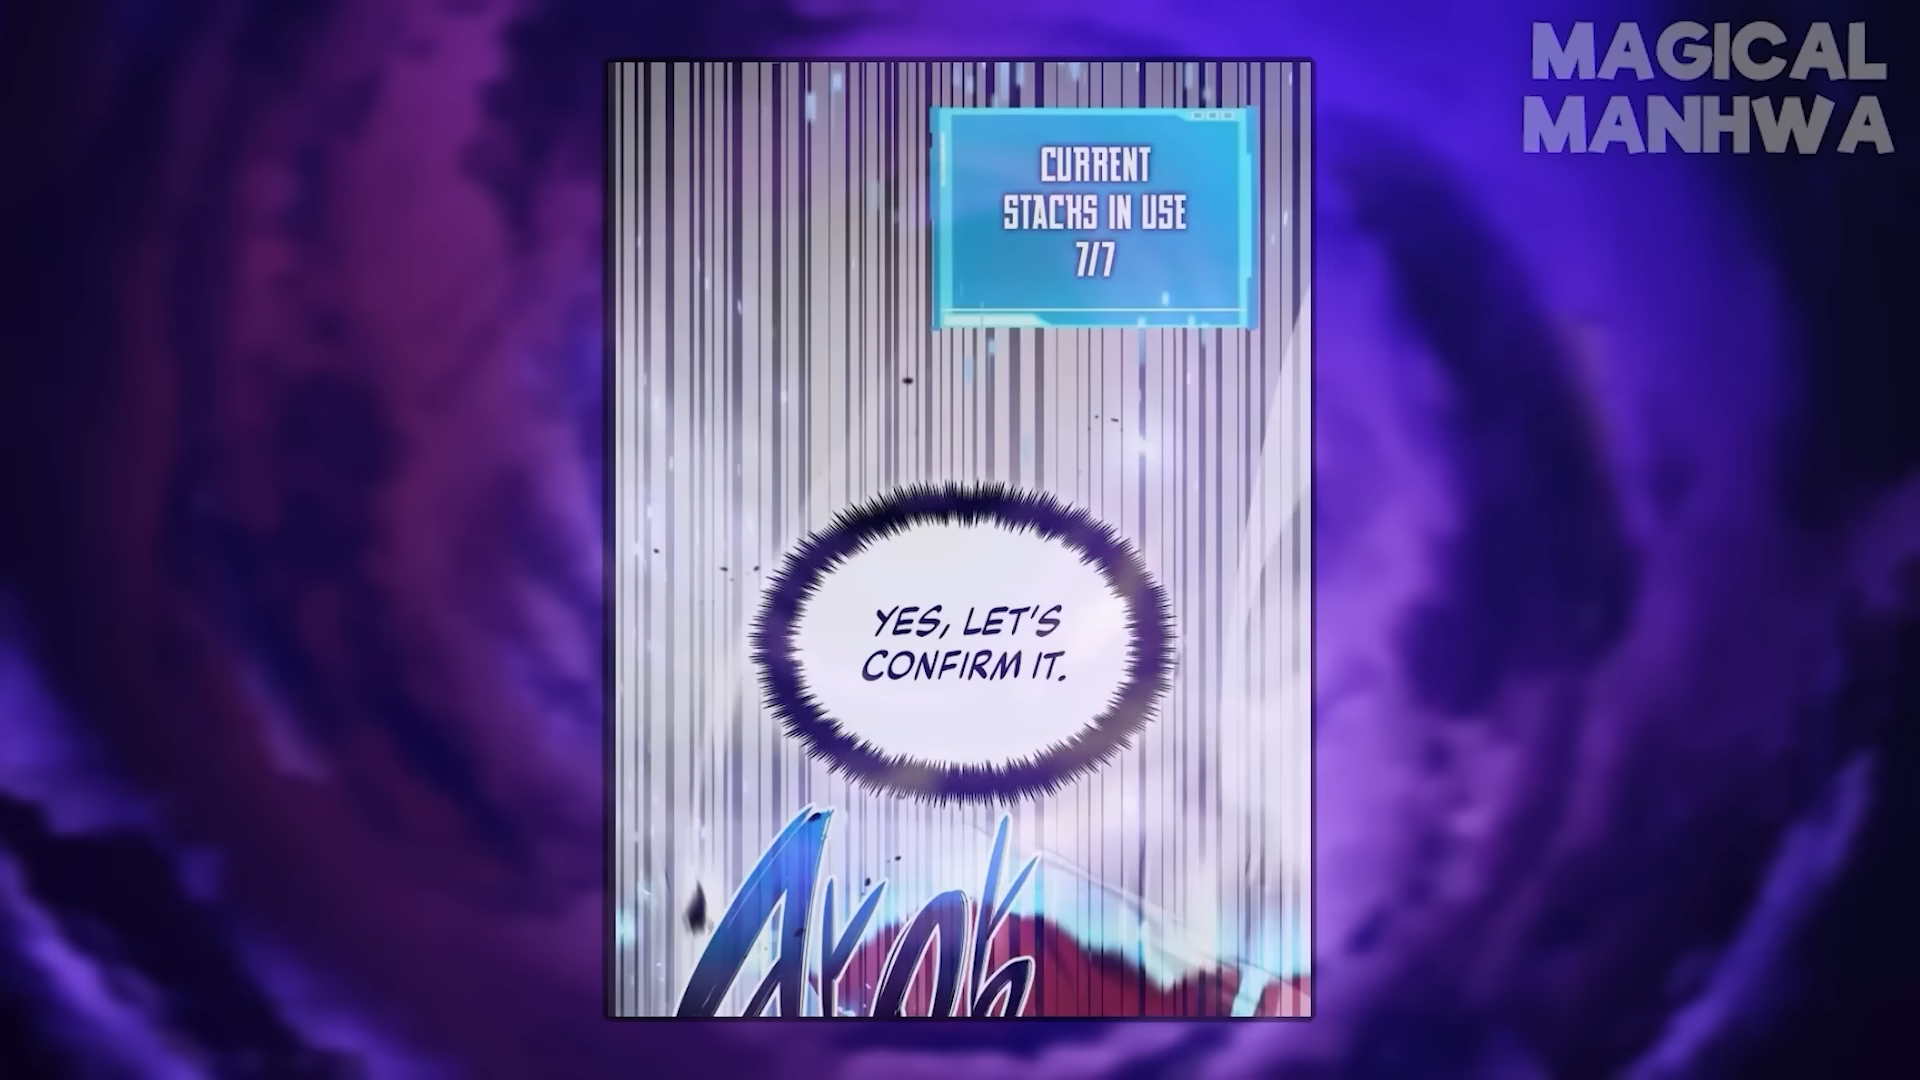 MAGICAL
MANHWA
CURRENT
STACKS IN USE
7/7
YES, LET'S
CONFIRM IT.